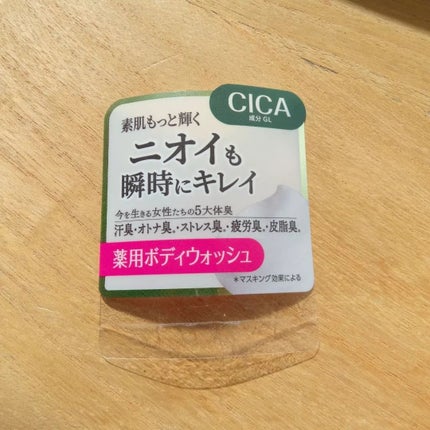 CICA
成分 GL
素肌もっと輝く
ニオイも
瞬時にキレイ
今を生きる女性たちの5大体臭
汗臭・オトナ臭*・ストレス臭*・疲労臭*・皮脂臭*
薬用ボディウォッシュ
*マスキング効果による